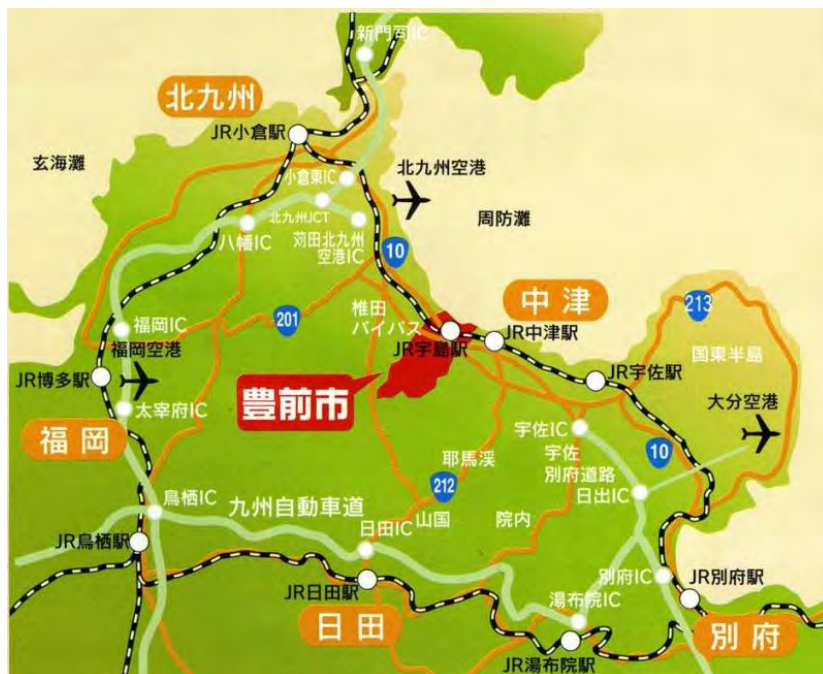 新門司IC
北九州
JR小倉駅
玄海灘
小倉東IC
北九州空港
北九州JCT
周防灘
八幡IC
苅田北九州
空港IC
10
中津
213
201
椎田
バイパス
福岡IC
JR宇島駅
JR中津駅
国東半島
福岡空港
JR博多駅
JR宇佐駅
豊前市
太宰府IC
大分空港
福岡
宇佐IC
耶馬渓
宇佐
別府道路
10
212
日出IC
鳥栖IC
九州自動車道
山国
院内
JR鳥栖駅
日田IC
別府IC
JR別府駅
JR日田駅
湯布院IC
日田
別府
JR湯布院駅